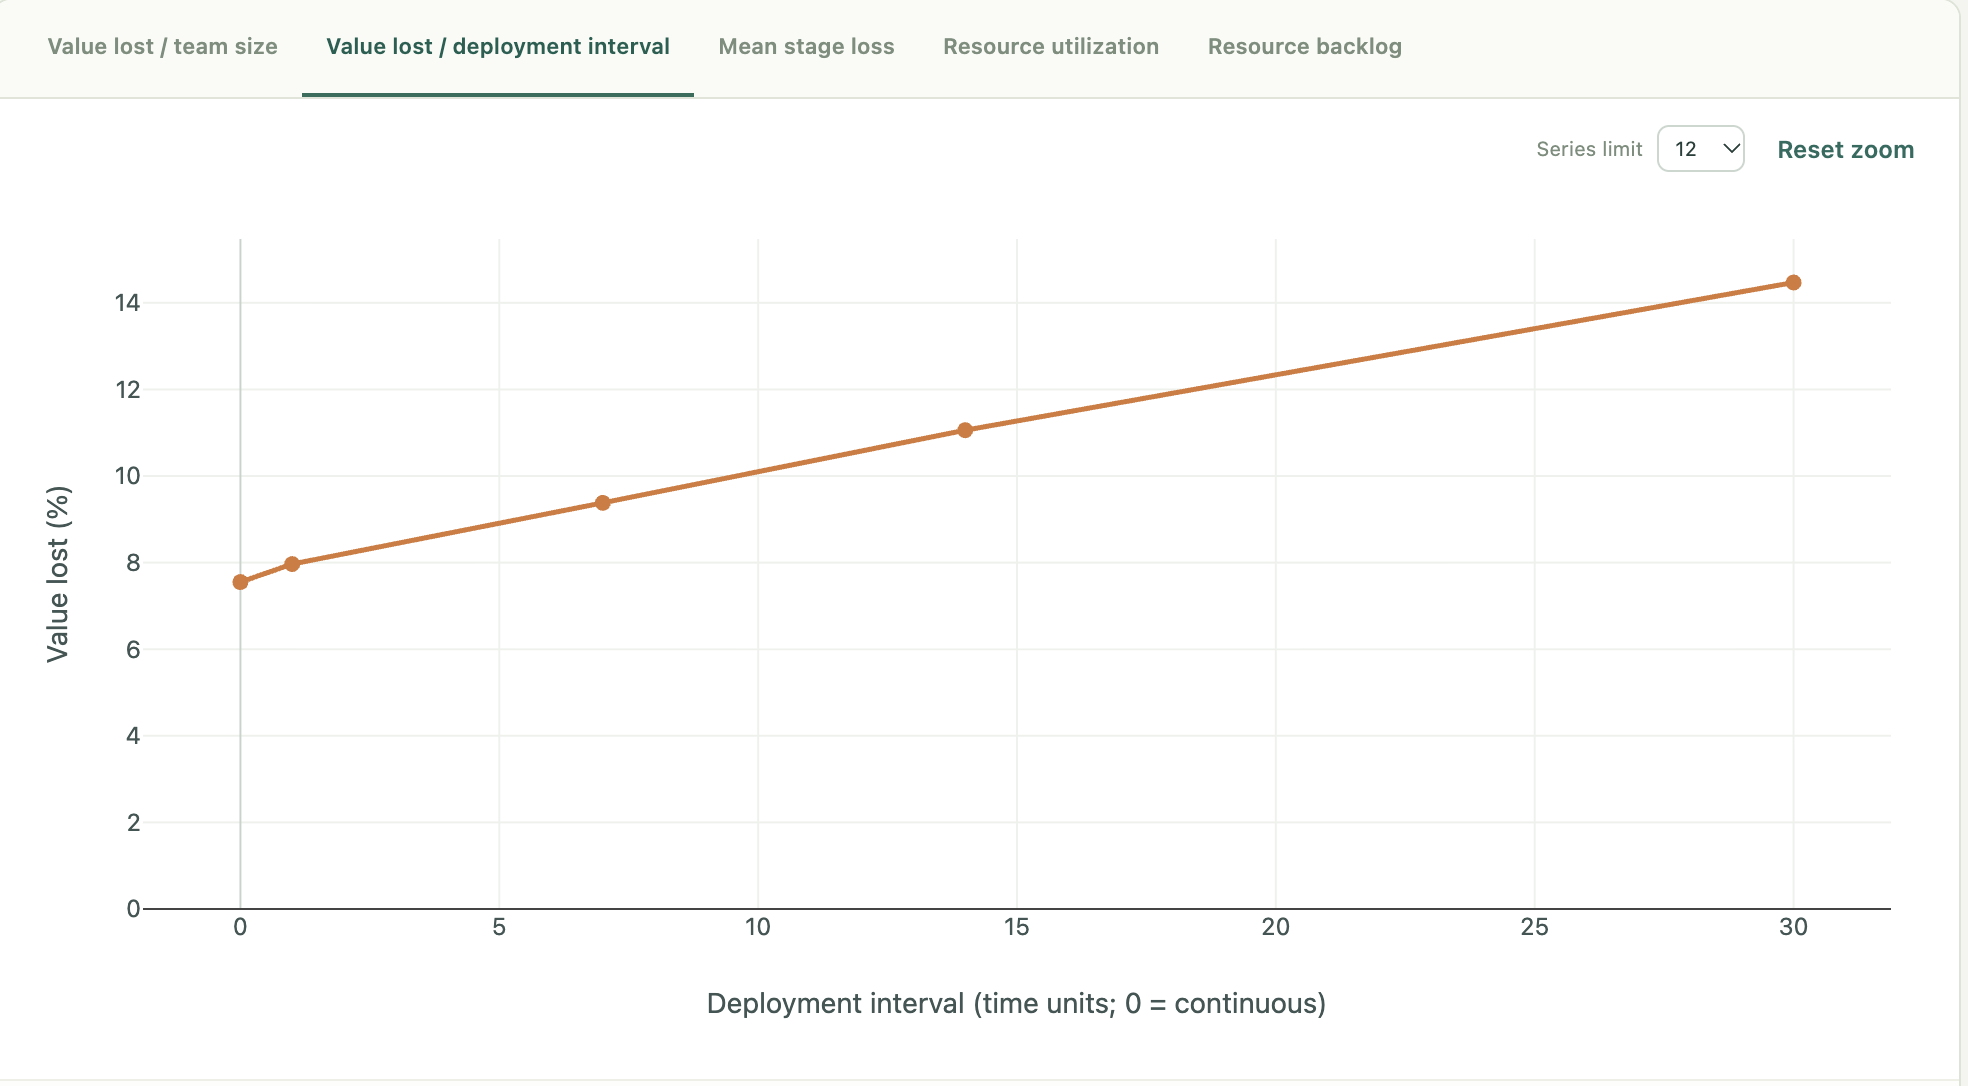 Value lost / team size
Value lost / deployment interval
Mean stage loss
Resource utilization
Resource backlog
Series limit
12
Reset zoom
Value lost (%)
14
12
10
8
6
4
2
0
0
5
10
15
20
25
30
Deployment interval (time units; 0 = continuous)